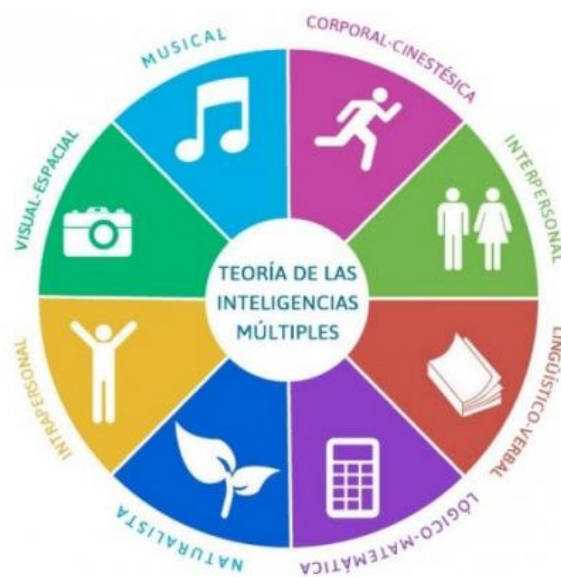 TEORÍA DE LAS
INTELIGENCIAS
MÚLTIPLES
MUSICAL
CORPORAL-CINESTÉSICA
INTERPERSONAL
LINGÜÍSTICO-VERBAL
LÓGICO-MATEMÁTICA
NATURALISTA
INTRAPERSONAL
VISUAL-ESPACIAL